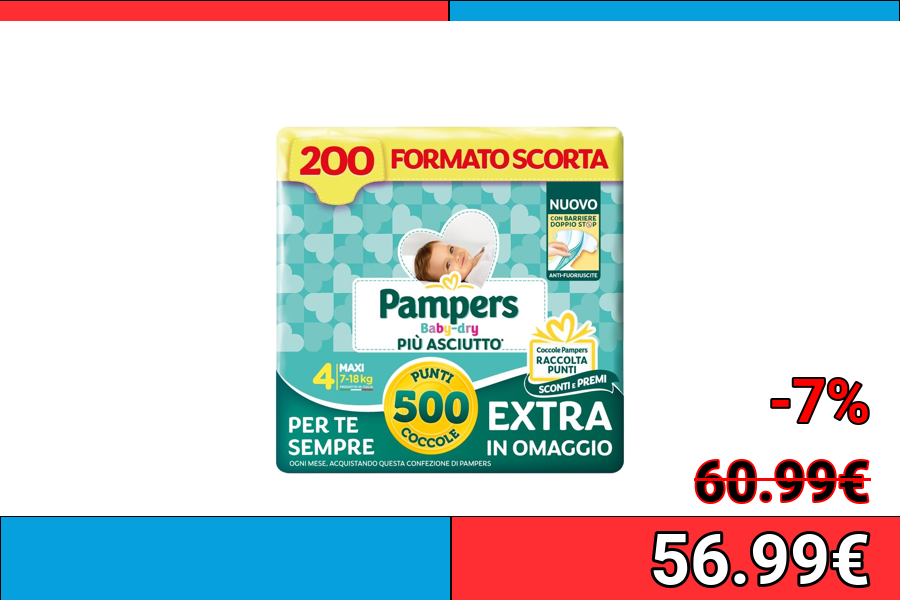 200 FORMATO SCORTA
NUOVO
CON BARRIERE
DOPPIO STOP
ANTI-FUORIUSCITE
Pampers
Baby-dry
PIÙ ASCIUTTO*
4 MAXI
7-18 kg
Coccole Pampers
RACCOLTA
PUNTI
SCONTI E PREMI
PUNTI
500
COCCOLE
PER TE
SEMPRE
EXTRA
IN OMAGGIO
OGNI MESE, ACQUISTANDO QUESTA CONFEZIONE DI PAMPERS
-7%
60.99€
56.99€